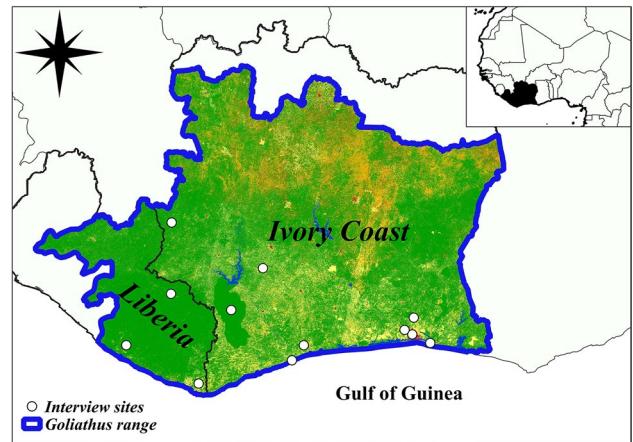 Ivory Coast
Liberia
Gulf of Guinea
Interview sites
Goliathus range